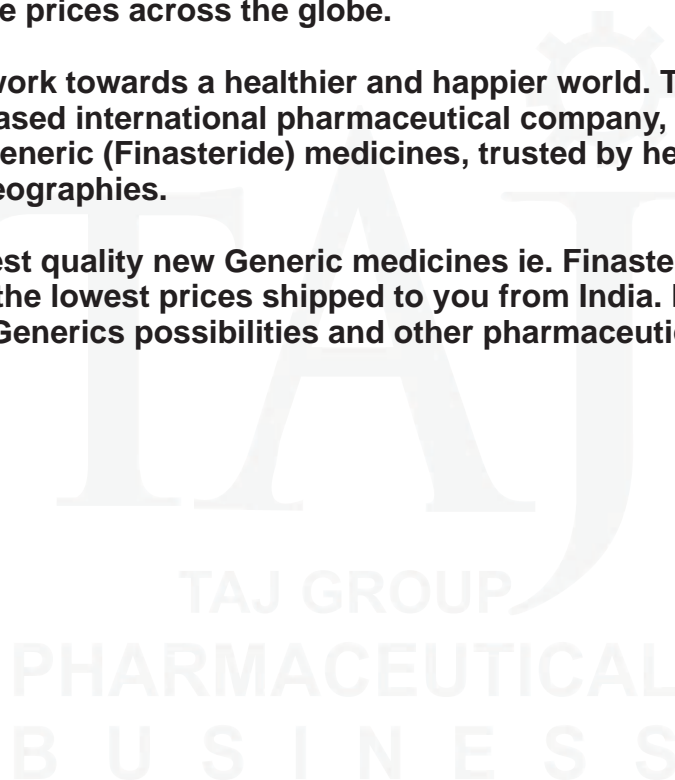 e prices across the globe.
work towards a healthier and happier world. T
ased international pharmaceutical company,
eneric (Finasteride) medicines, trusted by he
eographies.
est quality new Generic medicines ie. Finaste
the lowest prices shipped to you from India.
Generics possibilities and other pharmaceuti
TAJ
TAJ GROUP
PHARMACEUTICAL
BUSINESS